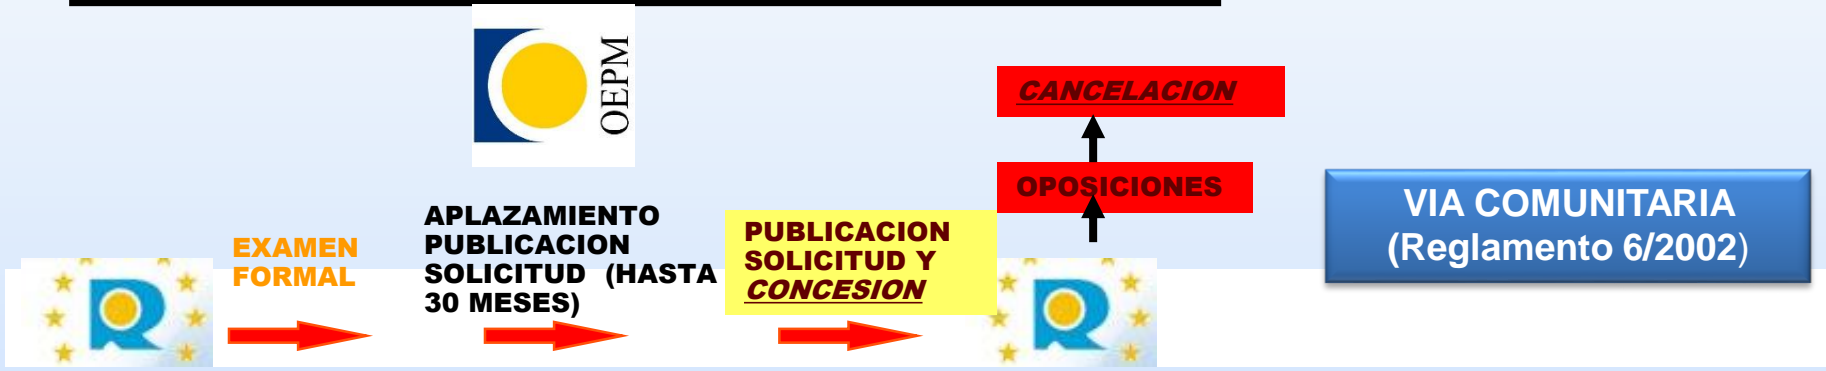 OEPM
CANCELACION
OPOSICIONES
VIA COMUNITARIA
(Reglamento 6/2002)
EXAMEN
FORMAL
APLAZAMIENTO
PUBLICACION
SOLICITUD (HASTA
30 MESES)
PUBLICACION
SOLICITUD Y
CONCESION
R
R